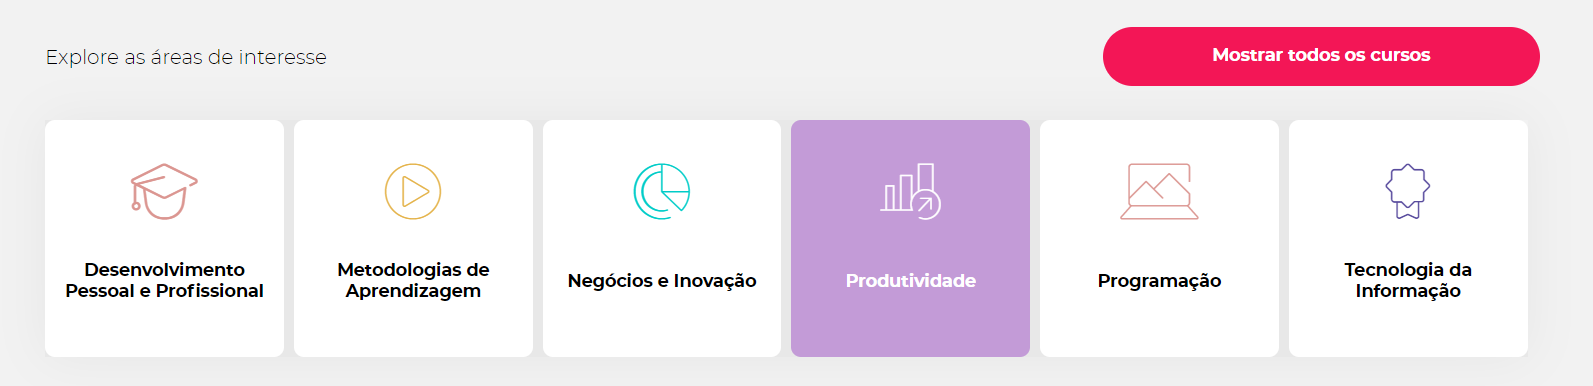 Explore as áreas de interesse
Mostrar todos os cursos
Desenvolvimento
Pessoal e Profissional
Metodologias de
Aprendizagem
Negócios e Inovação
Produtividade
Programação
Tecnologia da
Informação